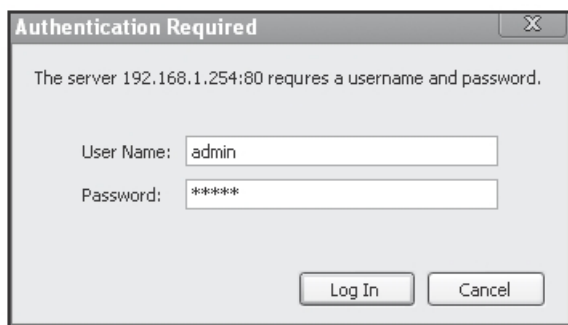 Authentication Required
X
The server 192.168.1.254:80 requres a username and password.
User Name: admin
Password: *****
Log In Cancel